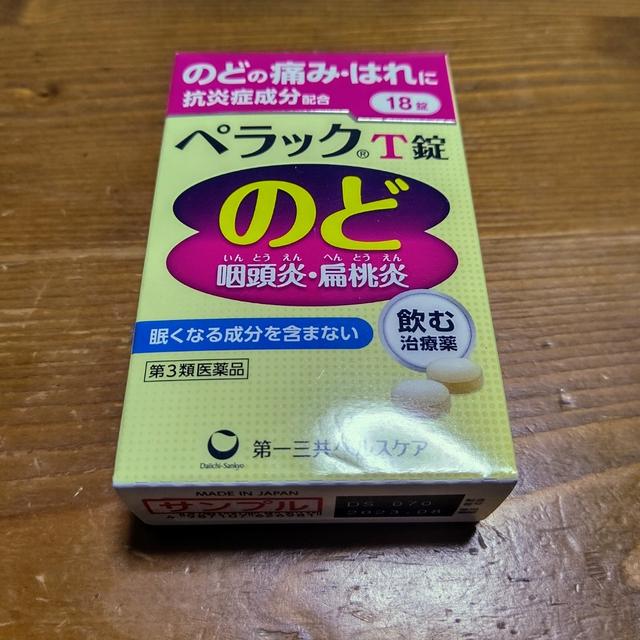 のどの痛み・はれに
抗炎症成分配合
18錠
ペラック®T錠
のど
いんとうえん へんとうえん
咽頭炎・扁桃炎
眠くなる成分を含まない
飲む
治療薬
第3類医薬品
Daiichi-Sankyo
第一三共ヘルスケア
MADE IN JAPAN
サンプル
DS 070
2023.08